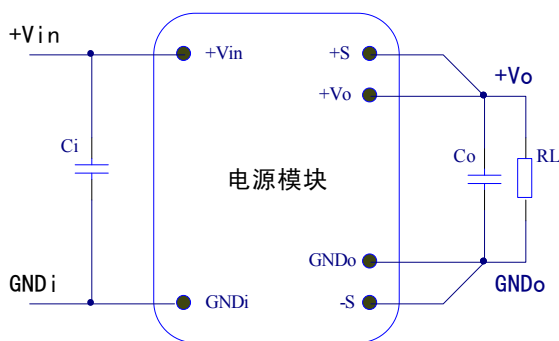 +Vin
+Vin
+S
+Vo
+Vo
Ci
Co
RL
电源模块
GNDo
GNDi
GNDi
-S
GNDo